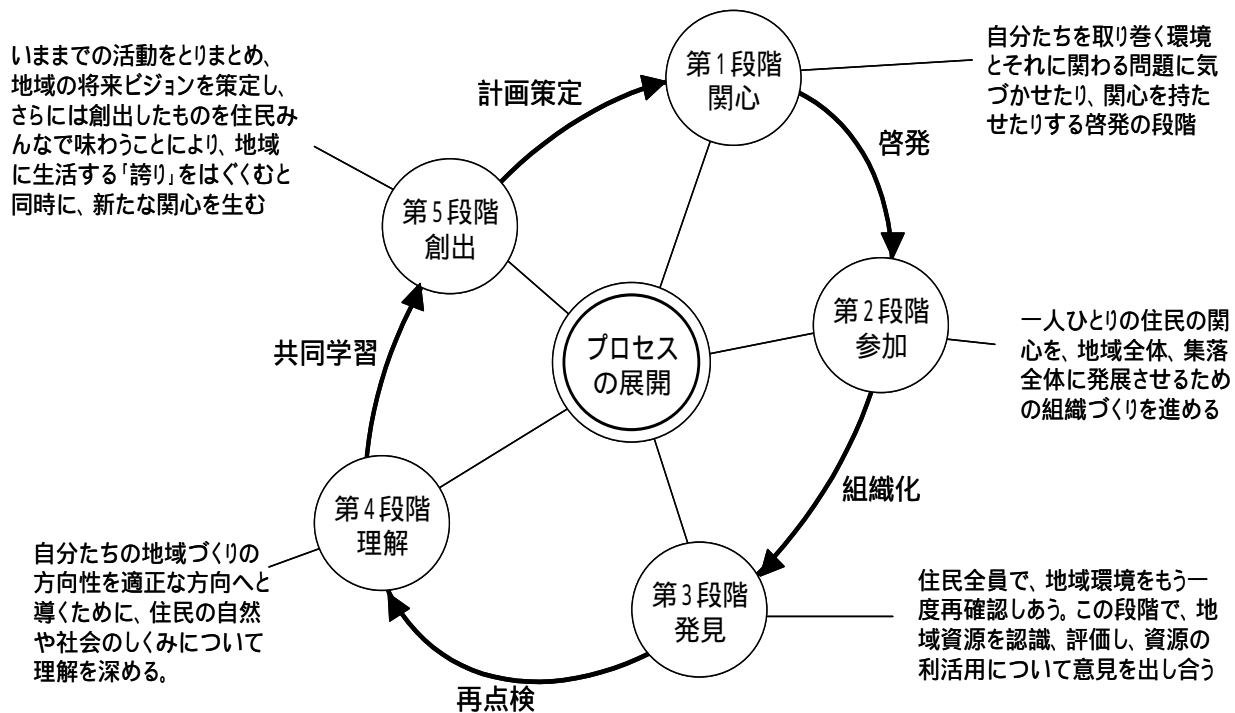 いままでの活動をとりまとめ、
地域の将来ビジョンを策定し、
さらには創出したものを住民み
んなで味わうことにより、地域
に生活する「誇り」をはぐくむと
同時に、新たな関心を生む
計画策定
第1段階
関心
自分たちを取り巻く環境
とそれに関わる問題に気
づかせたり、関心を持た
せたりする啓発の段階
啓発
第5段階
創出
第2段階
参加
一人ひとりの住民の関
心を、地域全体、集落
全体に発展させるため
の組織づくりを進める
プロセス
の展開
共同学習
組織化
第4段階
理解
自分たちの地域づくりの
方向性を適正な方向へと
導くために、住民の自然
や社会のしくみについて
理解を深める。
第3段階
発見
住民全員で、地域環境をもう一
度再確認しあう。この段階で、地
域資源を認識、評価し、資源の
利活用について意見を出し合う
再点検